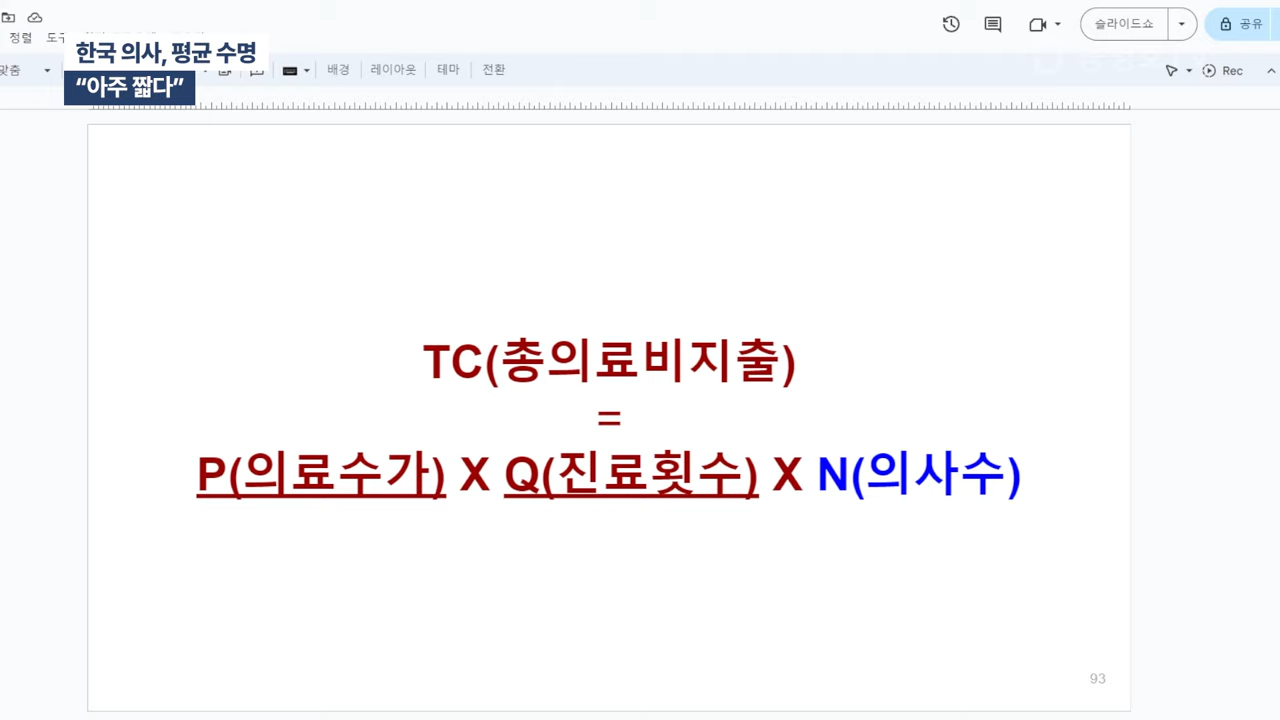 한국 의사, 평균 수명
“아주 짧다”
정렬
슬라이드쇼
공유
맞춤
배경
레이아웃
테마
전환
Rec
TC(총의료비지출)
=
P(의료수가) X Q(진료횟수) X N(의사수)
93